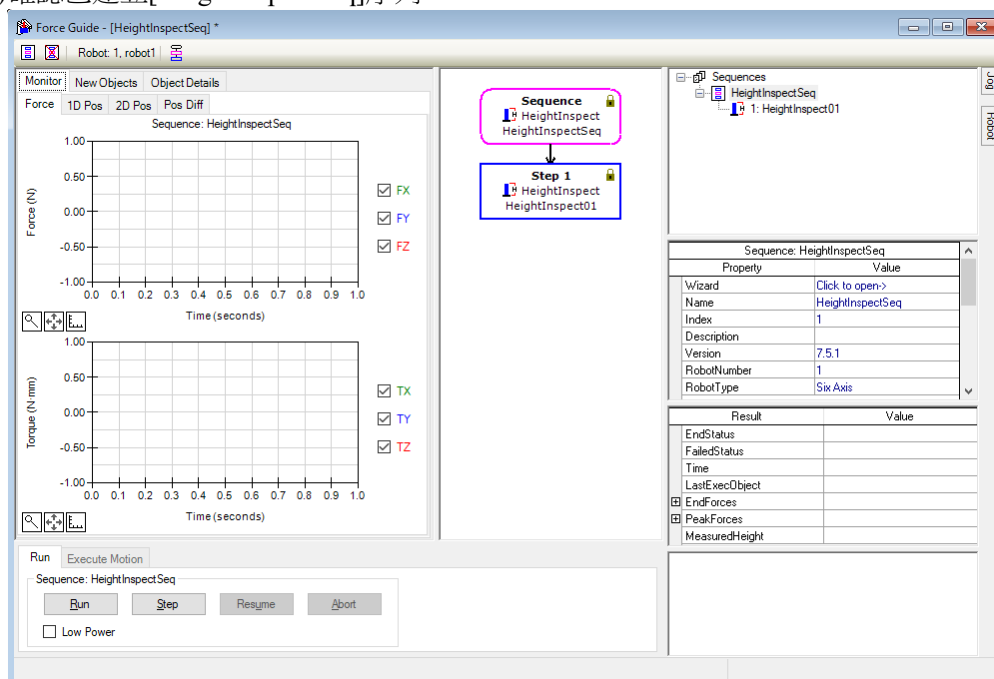 確認已建立[HeightInspectSeq]序列
Force Guide - [HeightInspectSeq] *
Robot: 1, robot1
Monitor New Objects Object Details
Force 1D Pos 2D Pos Pos Diff
Sequence: HeightInspectSeq
Force (N)
1.00
0.50
0.00
-0.50
-1.00
0.0 0.1 0.2 0.3 0.4 0.5 0.6 0.7 0.8 0.9 1.0
Time (seconds)
FX
FY
FZ
Torque (N·mm)
1.00
0.50
0.00
-0.50
-1.00
0.0 0.1 0.2 0.3 0.4 0.5 0.6 0.7 0.8 0.9 1.0
Time (seconds)
TX
TY
TZ
Sequence
HeightInspect
HeightInspectSeq
Step 1
HeightInspect
HeightInspect01
Sequences
HeightInspectSeq
1: HeightInspect01
Jog
Robot
Sequence: HeightInspectSeq
Property Value
Wizard Click to open->
Name HeightInspectSeq
Index 1
Description
Version 7.5.1
RobotNumber 1
RobotType Six Axis
Result Value
EndStatus
FailedStatus
Time
LastExecObject
EndForces
PeakForces
MeasuredHeight
Run Execute Motion
Sequence: HeightInspectSeq
Run Step Resume Abort
Low Power